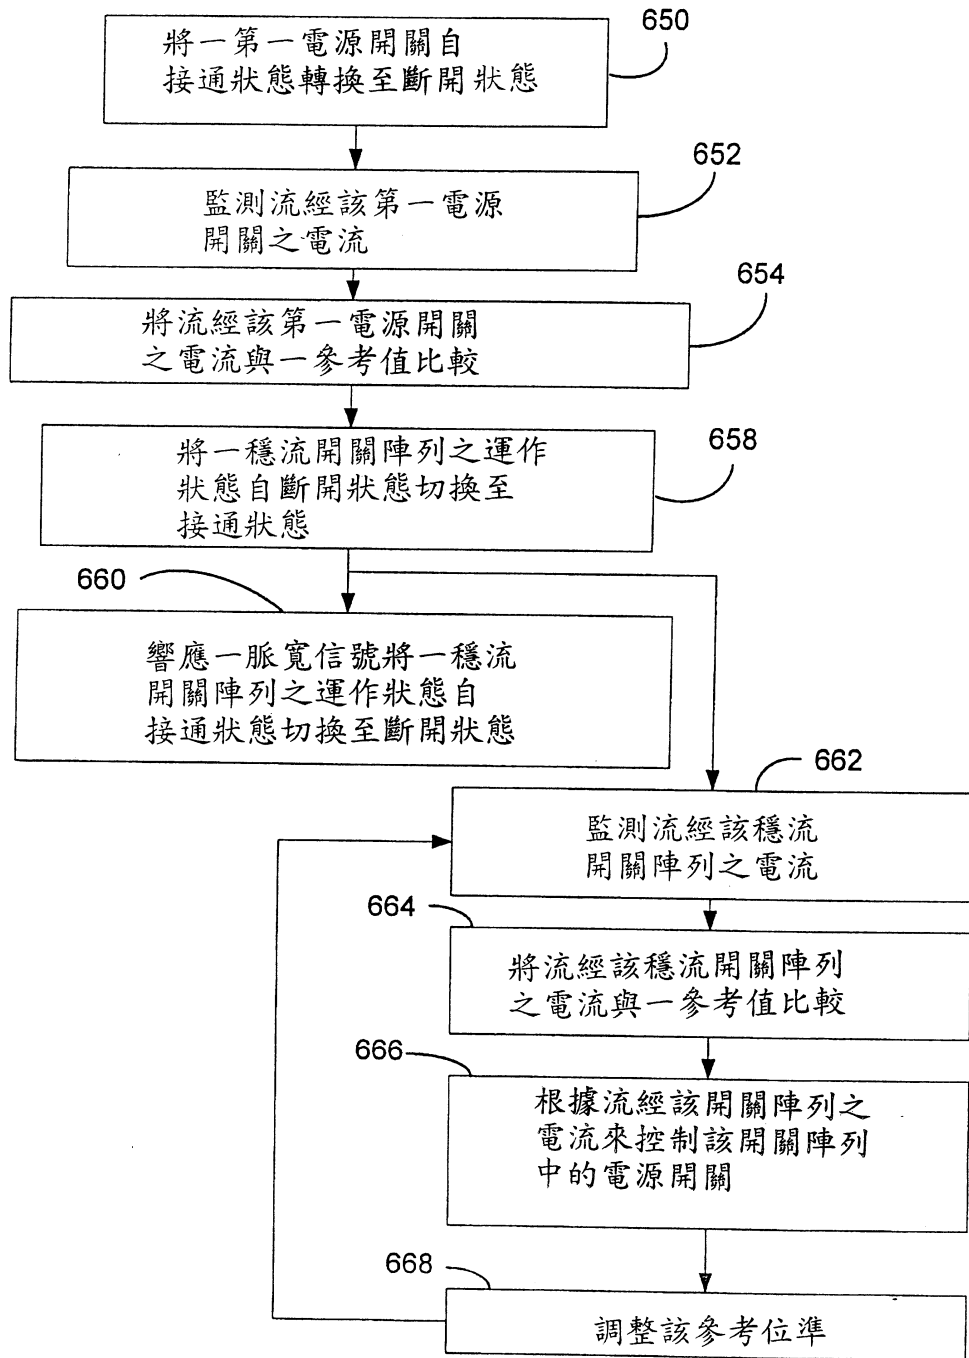 650
將一第一電源開關自
接通狀態轉換至斷開狀態
652
監測流經該第一電源
開關之電流
654
將流經該第一電源開關
之電流與一參考值比較
658
將一穩流開關陣列之運作
狀態自斷開狀態切換至
接通狀態
660
響應一脈寬信號將一穩流
開關陣列之運作狀態自
接通狀態切換至斷開狀態
662
監測流經該穩流
開關陣列之電流
664
將流經該穩流開關陣列
之電流與一參考值比較
666
根據流經該開關陣列之
電流來控制該開關陣列
中的電源開關
668
調整該參考位準